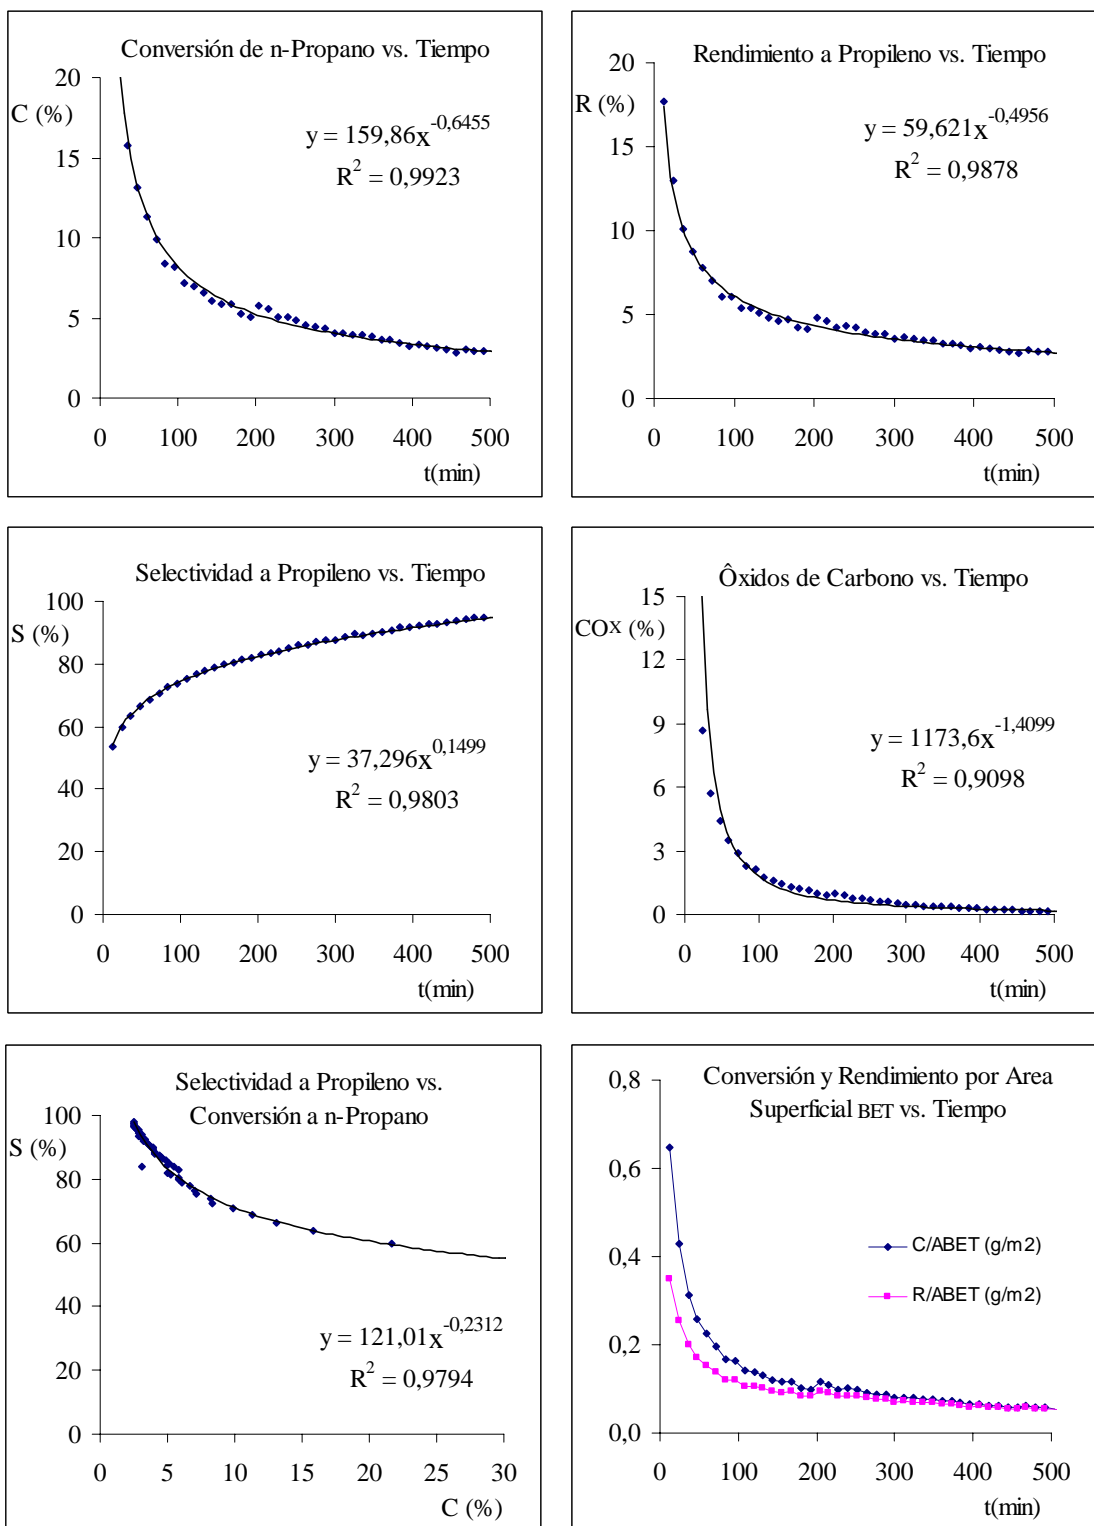 Conversión de n-Propano vs. Tiempo
C (%)
20
15
10
5
0
y = 159,86x^-0,6455
R^2 = 0,9923
0 100 200 300 400 500
t(min)
Rendimiento a Propileno vs. Tiempo
R (%)
20
15
10
5
0
y = 59,621x^-0,4956
R^2 = 0,9878
0 100 200 300 400 500
t(min)
Selectividad a Propileno vs. Tiempo
S (%)
100
80
60
40
20
0
y = 37,296x^0,1499
R^2 = 0,9803
0 100 200 300 400 500
t(min)
Ôxidos de Carbono vs. Tiempo
COX (%)
15
12
9
6
3
0
y = 1173,6x^-1,4099
R^2 = 0,9098
0 100 200 300 400 500
t(min)
Selectividad a Propileno vs.
Conversión a n-Propano
S (%)
100
80
60
40
20
0
y = 121,01x^-0,2312
R^2 = 0,9794
0 5 10 15 20 25 30
C (%)
Conversión y Rendimiento por Area
Superficial BET vs. Tiempo
0,8
0,6
0,4
0,2
0,0
C/ABET (g/m2)
R/ABET (g/m2)
0 100 200 300 400 500
t(min)